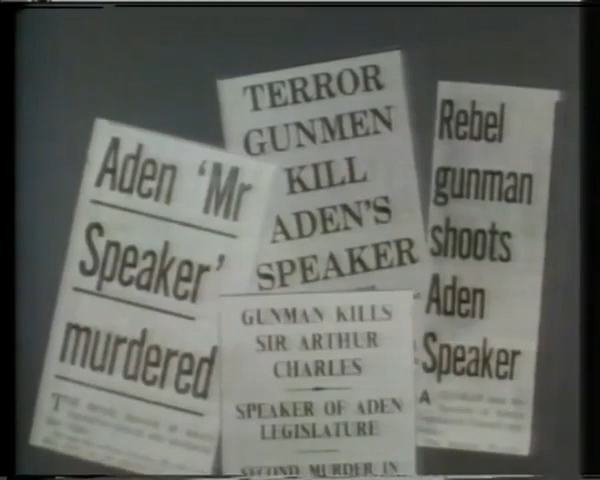 Aden 'Mr
Speaker'
murdered
TERROR
GUNMEN
KILL
ADEN'S
SPEAKER
Rebel
gunman
shoots
Aden
Speaker
GUNMAN KILLS
SIR ARTHUR
CHARLES
SPEAKER OF ADEN
LEGISLATURE
SECOND MURDER IN